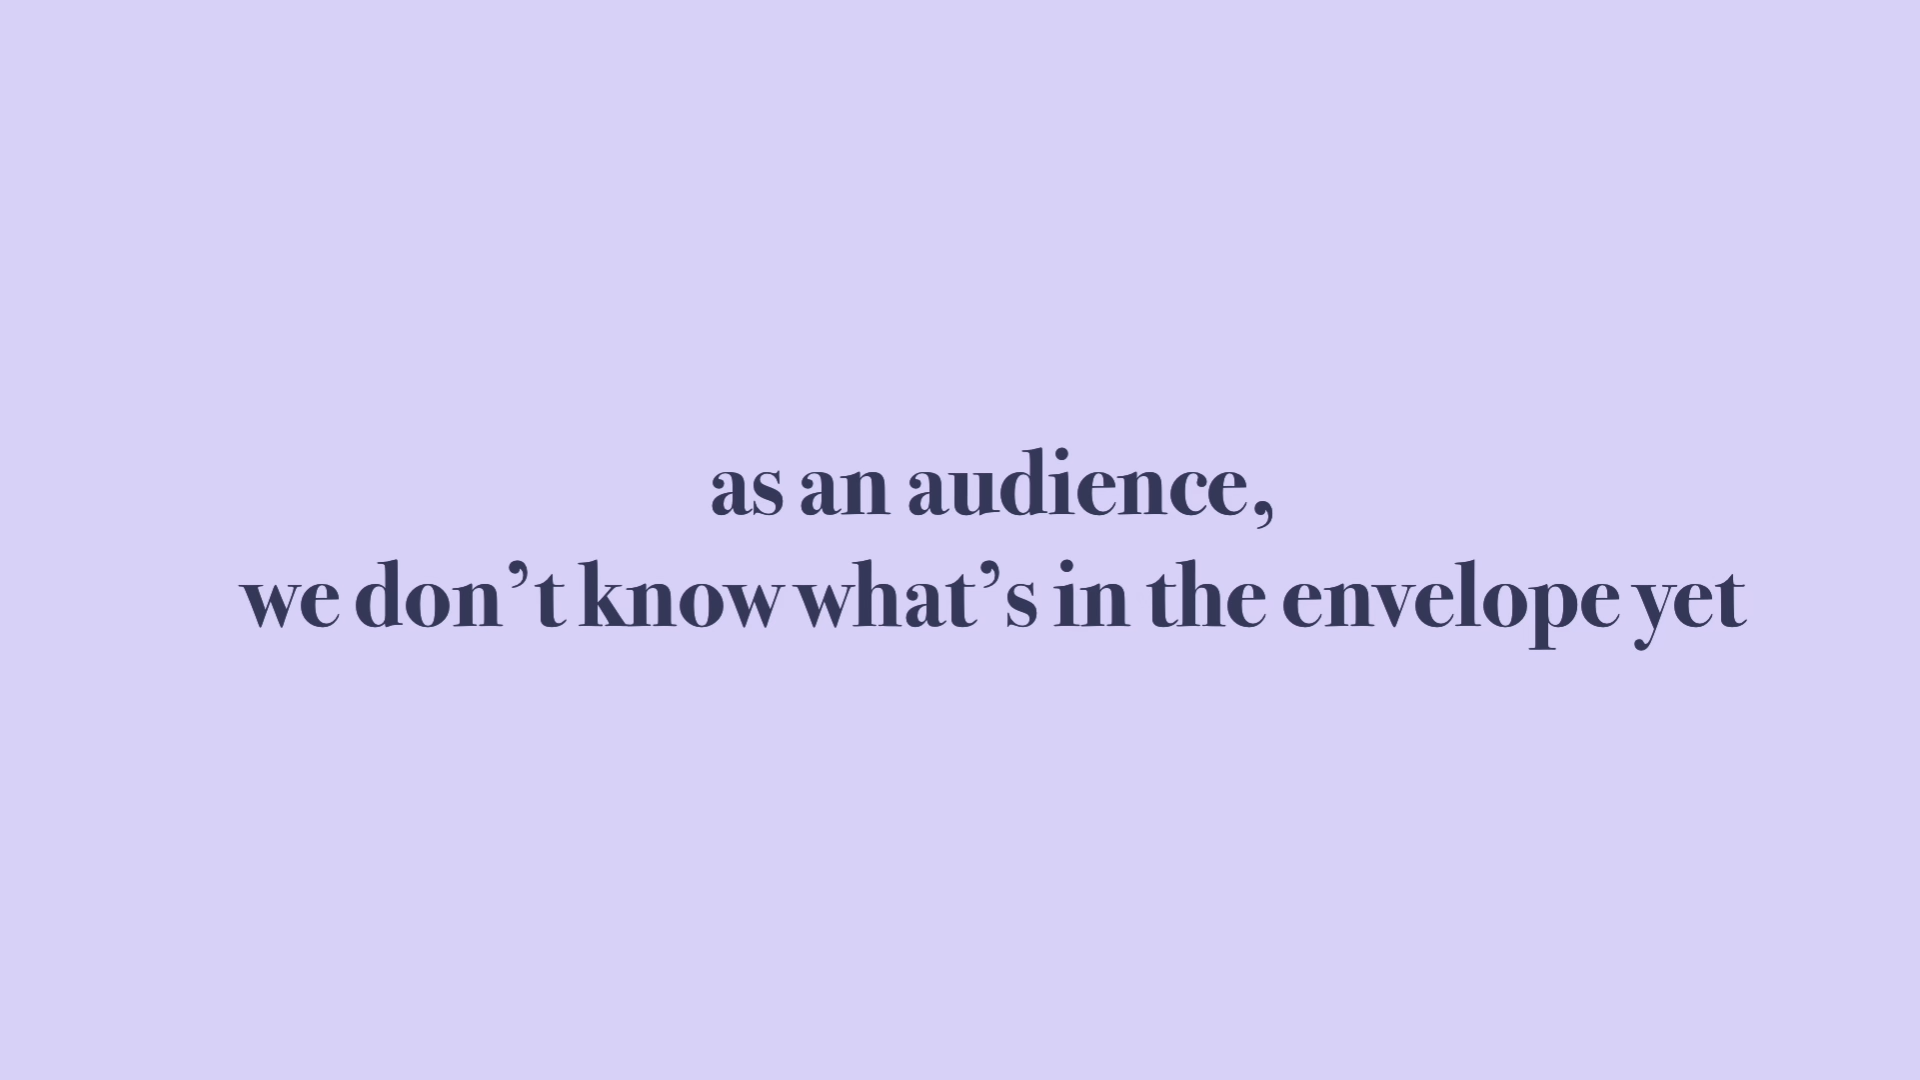 as an audience,
we don’t know what’s in the envelope yet